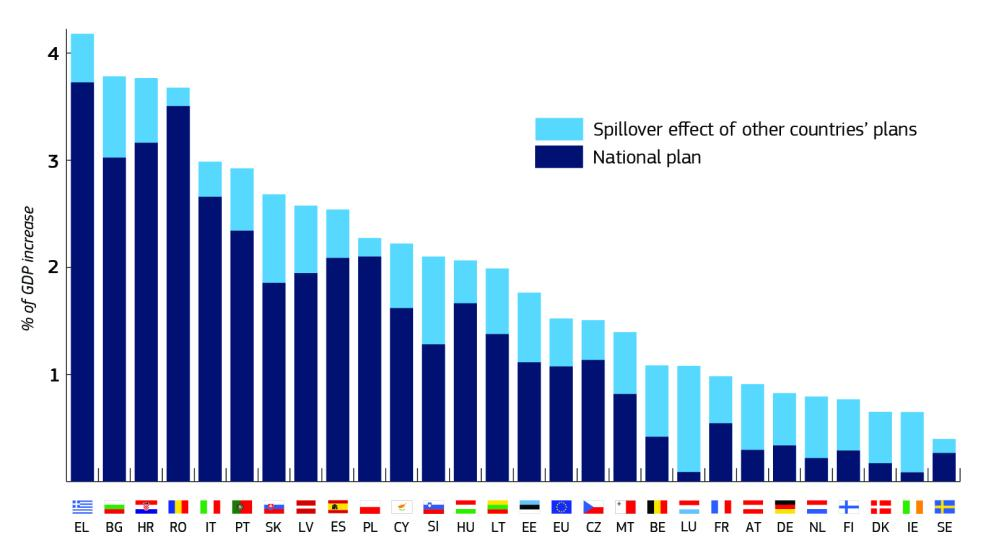 4
3
2
1
% of GDP increase
Spillover effect of other countries’ plans
National plan
EL BG HR RO IT PT SK LV ES PL CY SI HU LT EE EU CZ MT BE LU FR AT DE NL FI DK IE SE